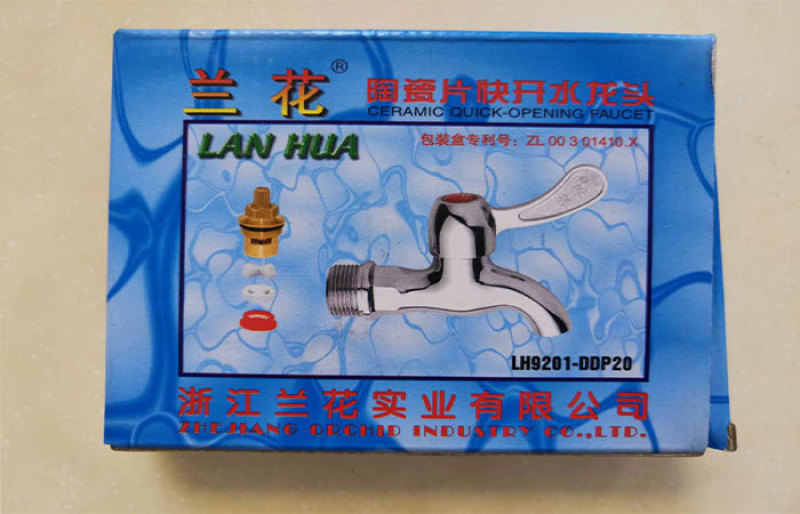 兰花®
陶瓷片快开水龙头
CERAMIC QUICK-OPENING FAUCET
LAN HUA
包装盒专利号：ZL 00 3 01410.X
LH9201-DDP20
浙江兰花实业有限公司
ZHEJIANG ORCHID INDUSTRY CO.,LTD.